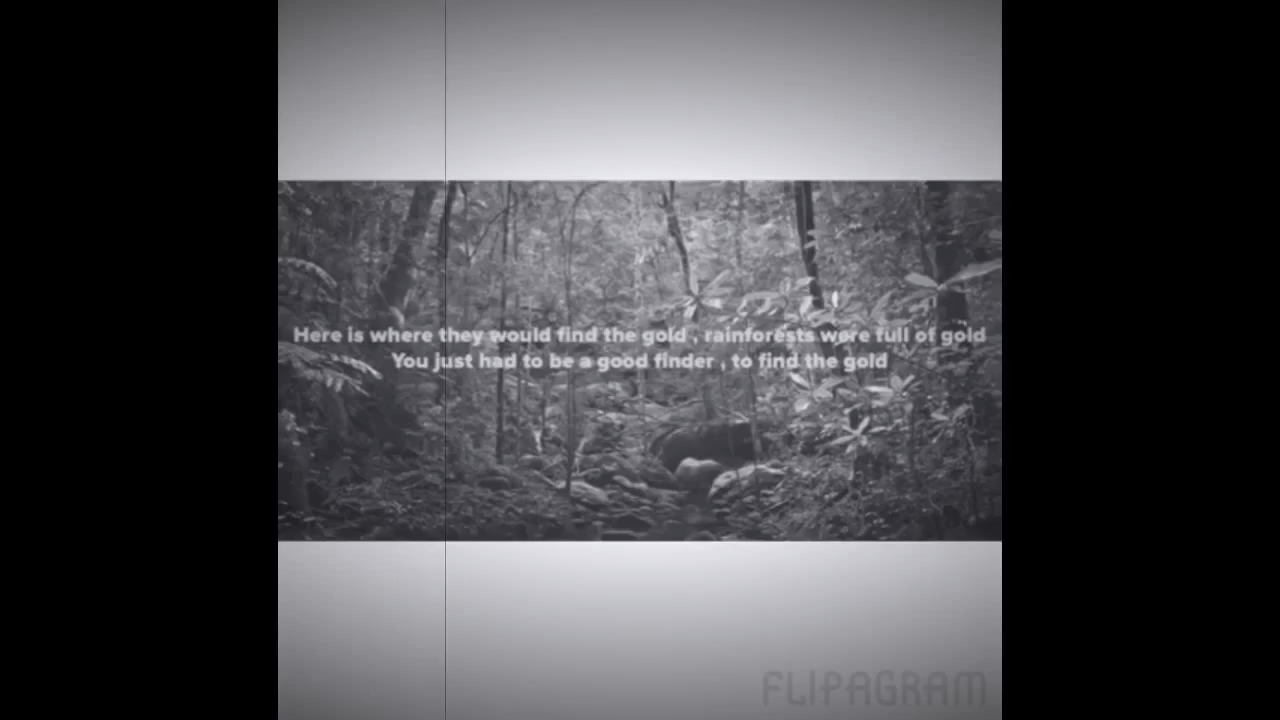 Here is where they would find the gold , rainforests were full of gold
You just had to be a good finder , to find the gold
FLIPAGRAM